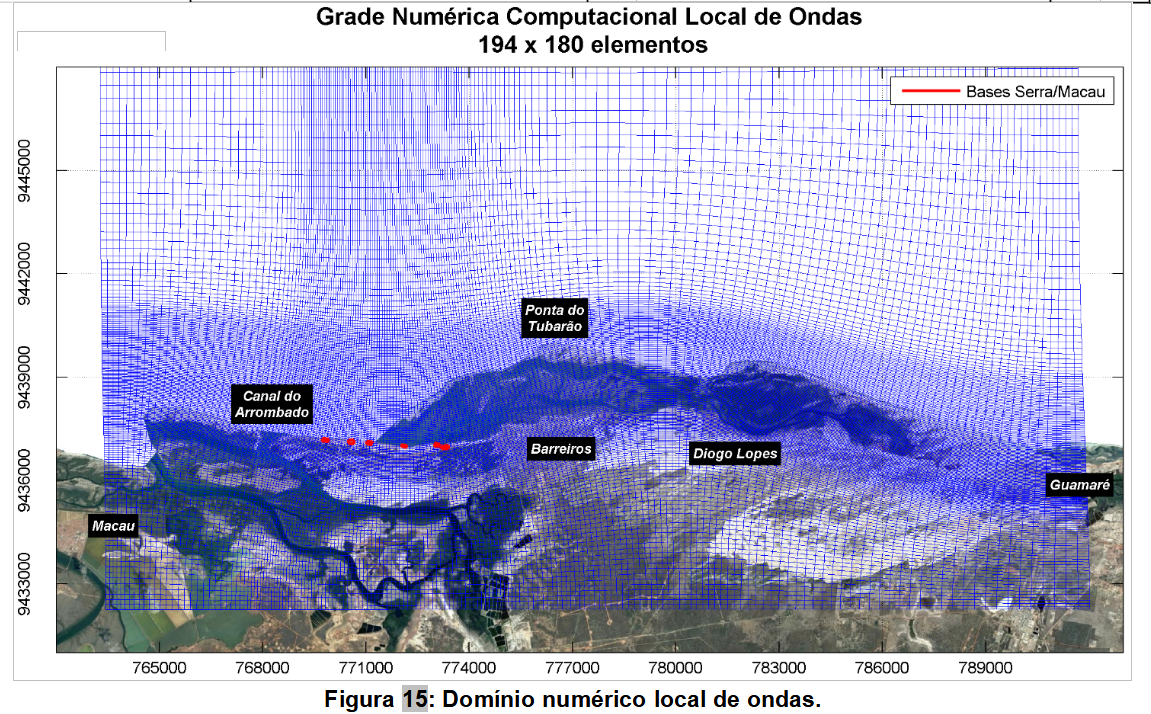 Grade Numérica Computacional Local de Ondas
194 x 180 elementos
Bases Serra/Macau
9445000
9442000
9439000
9436000
9433000
Ponta do
Tubarão
Canal do
Arrombado
Barreiros
Diogo Lopes
Guamaré
Macau
765000 768000 771000 774000 777000 780000 783000 786000 789000
Figura 15: Domínio numérico local de ondas.